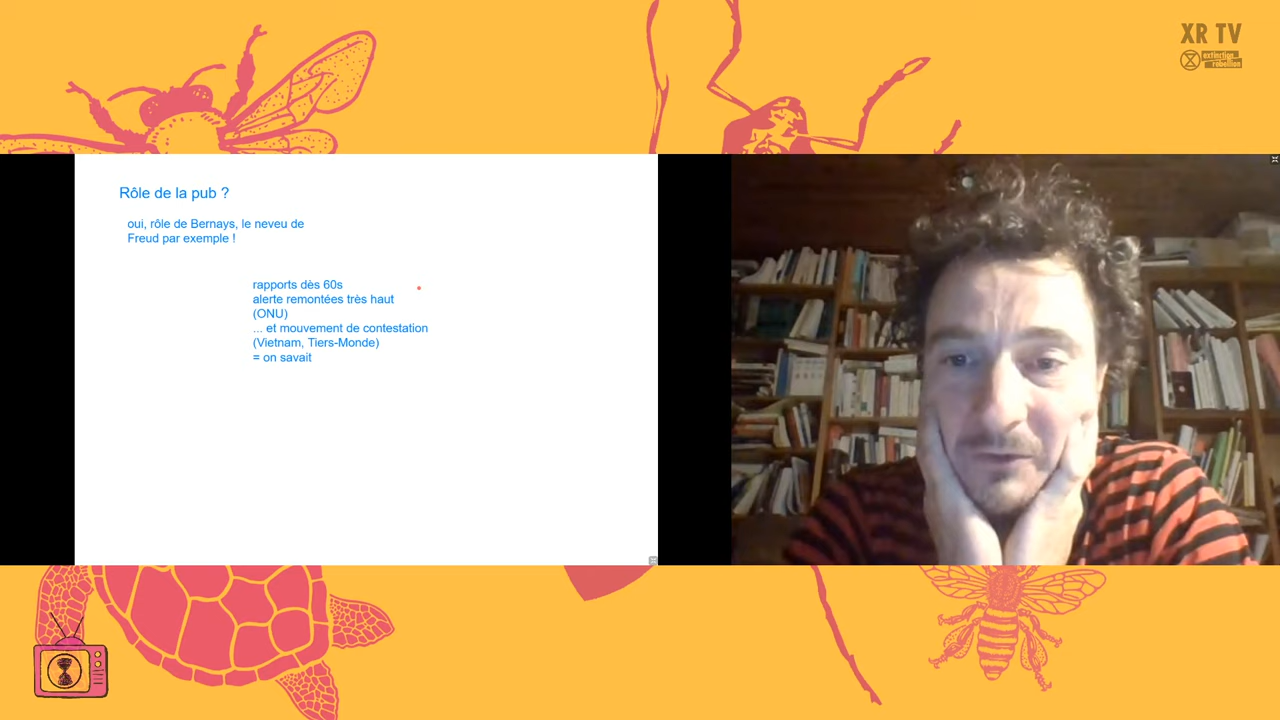 XR TV
extinction
rebellion
Rôle de la pub ?
oui, rôle de Bernays, le neveu de
Freud par exemple !
rapports dès 60s
alerte remontées très haut
(ONU)
... et mouvement de contestation
(Vietnam, Tiers-Monde)
= on savait